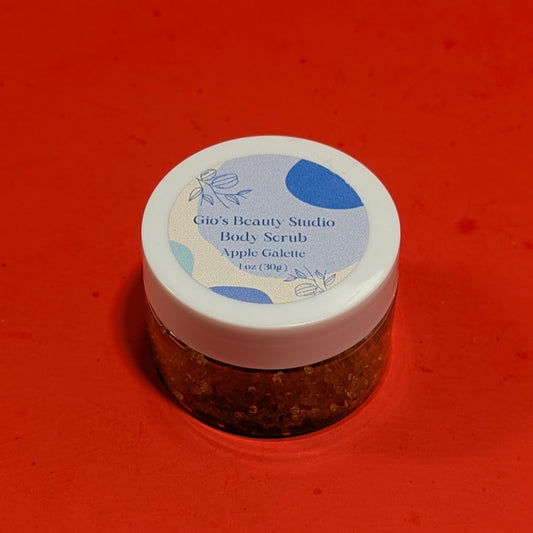 Gio's Beauty Studio
Body Scrub
Apple Galette
1 oz (30g)